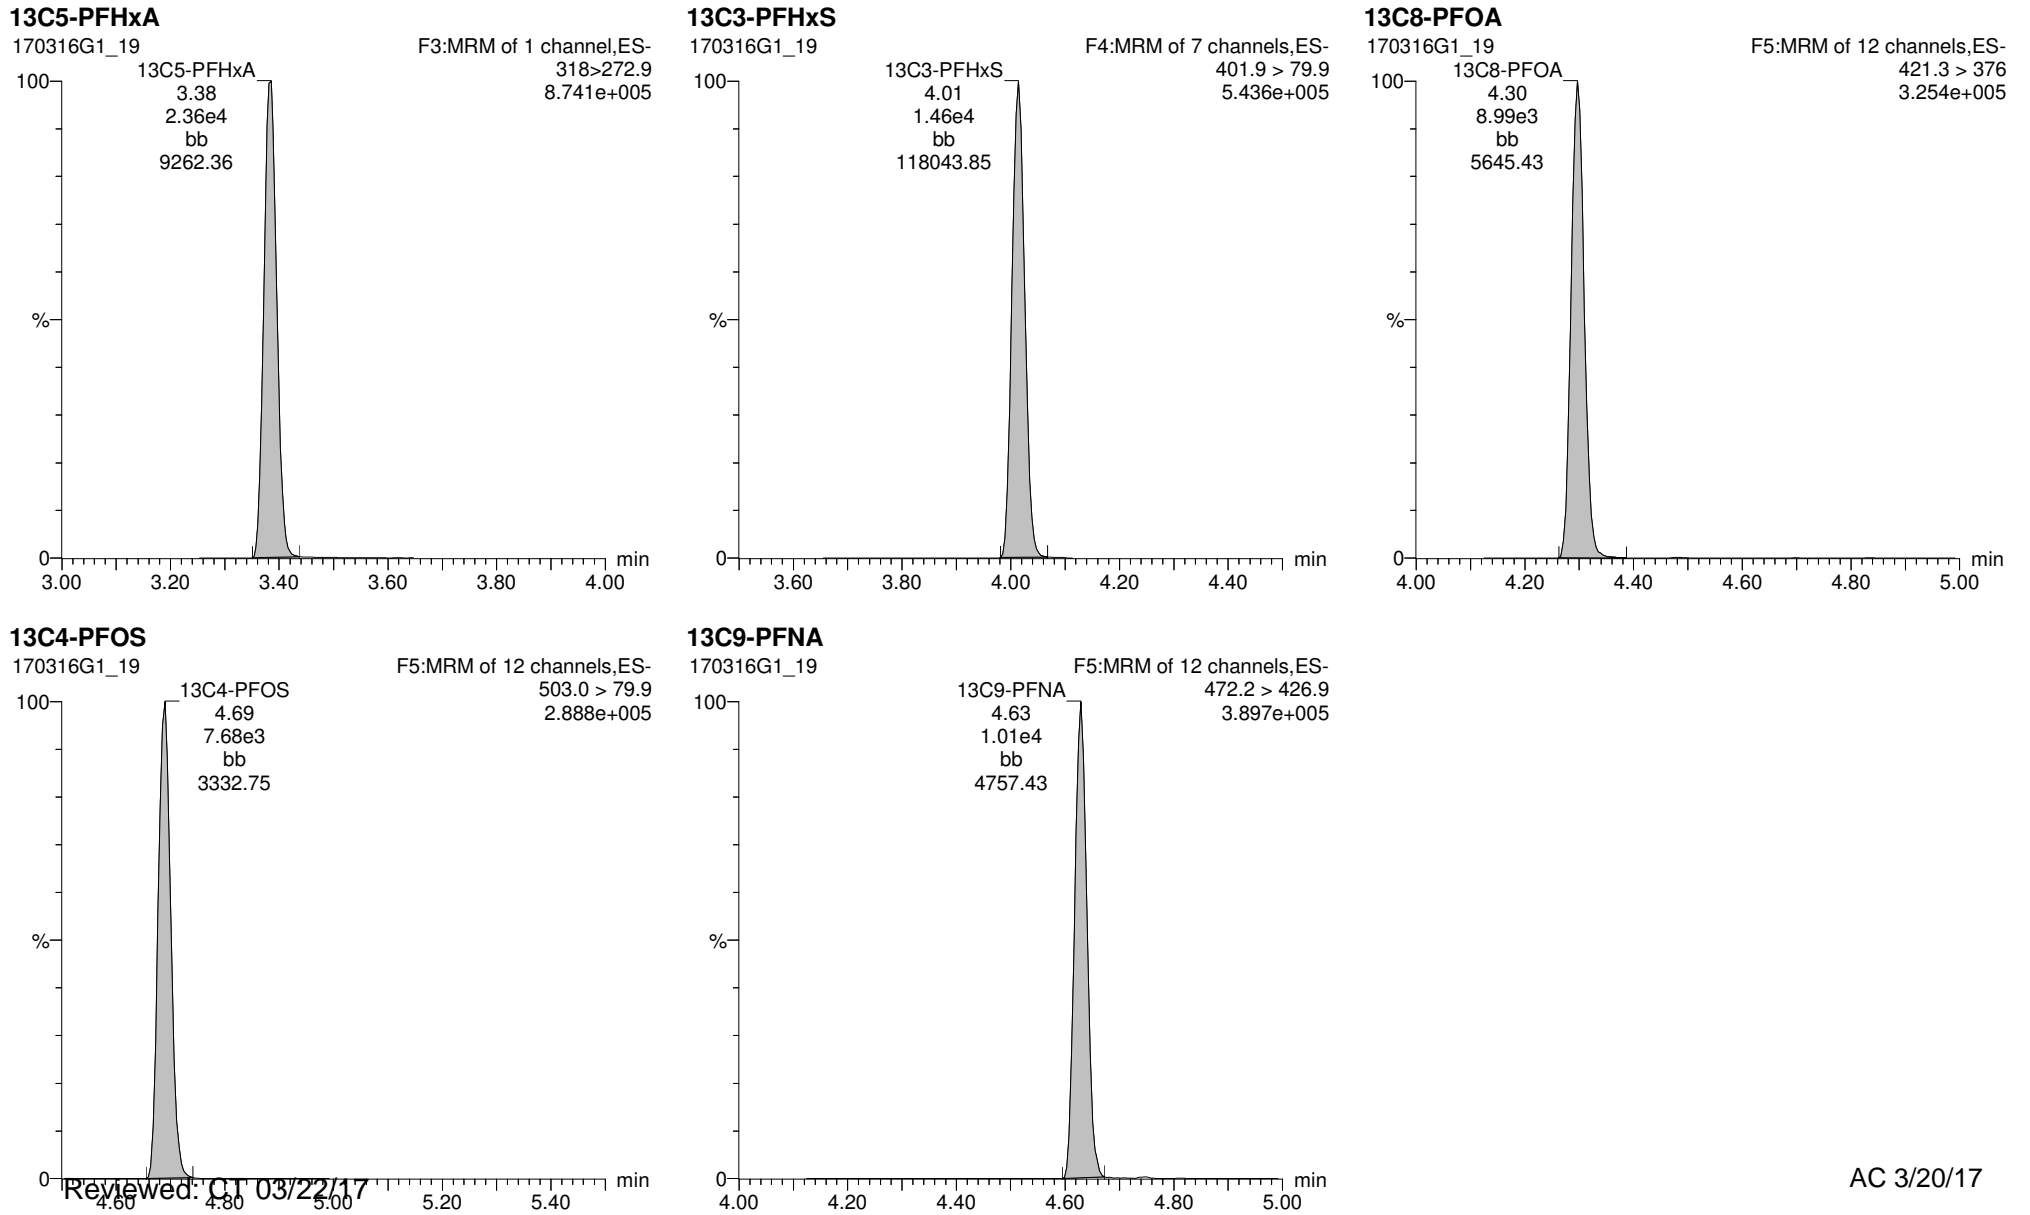 13C5-PFHxA
170316G1_19
F3:MRM of 1 channel,ES-
318>272.9
8.741e+005
13C5-PFHxA
3.38
2.36e4
bb
9262.36
100
%
0
min
3.00 3.20 3.40 3.60 3.80 4.00
13C3-PFHxS
170316G1_19
F4:MRM of 7 channels,ES-
401.9 > 79.9
5.436e+005
13C3-PFHxS
4.01
1.46e4
bb
118043.85
100
%
0
min
3.60 3.80 4.00 4.20 4.40
13C8-PFOA
170316G1_19
F5:MRM of 12 channels,ES-
421.3 > 376
3.254e+005
13C8-PFOA
4.30
8.99e3
bb
5645.43
100
%
0
min
4.00 4.20 4.40 4.60 4.80 5.00
13C4-PFOS
170316G1_19
F5:MRM of 12 channels,ES-
503.0 > 79.9
2.888e+005
13C4-PFOS
4.69
7.68e3
bb
3332.75
100
%
0
min
4.60 4.80 5.00 5.20 5.40
13C9-PFNA
170316G1_19
F5:MRM of 12 channels,ES-
472.2 > 426.9
3.897e+005
13C9-PFNA
4.63
1.01e4
bb
4757.43
100
%
0
min
4.00 4.20 4.40 4.60 4.80 5.00
Reviewed: CT 03/22/17
AC 3/20/17